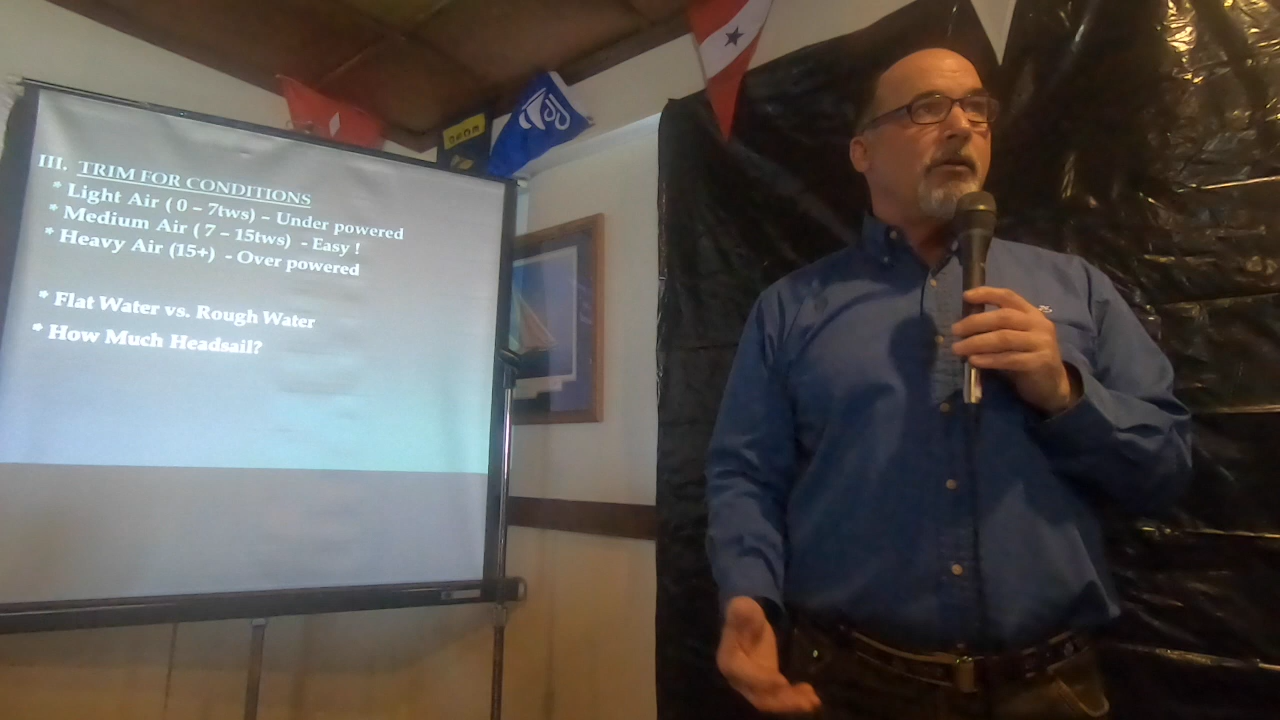 III. TRIM FOR CONDITIONS
* Light Air ( 0 – 7tws) – Under powered
* Medium Air ( 7 – 15tws) - Easy !
* Heavy Air (15+) - Over powered
* Flat Water vs. Rough Water
* How Much Headsail?